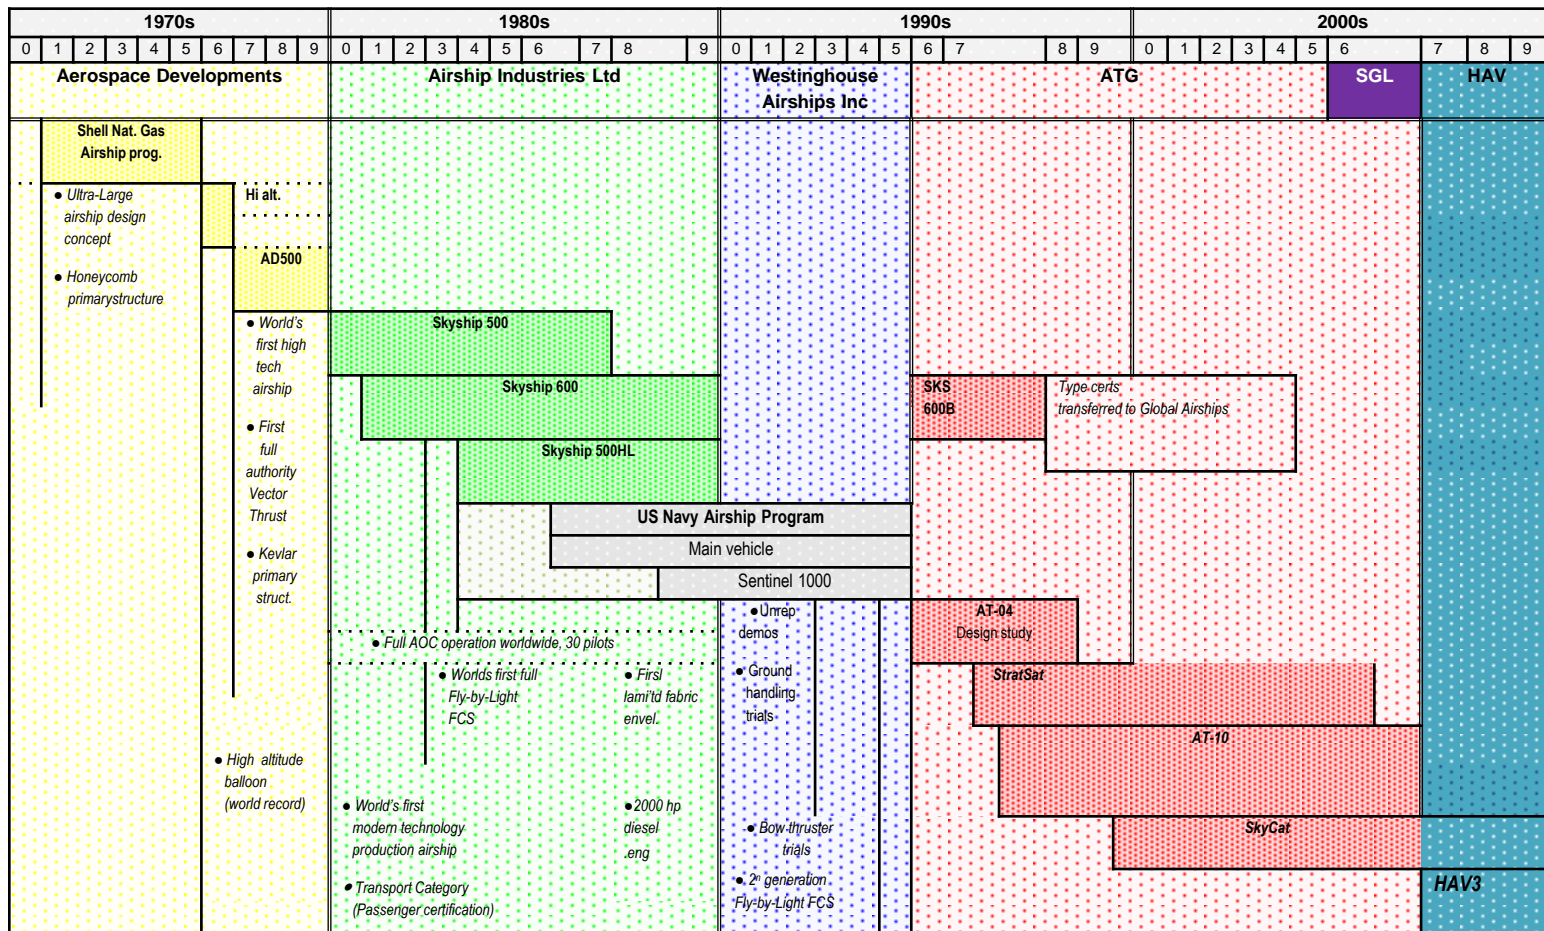 1970s 1980s 1990s 2000s
0 1 2 3 4 5 6 7 8 9 0 1 2 3 4 5 6 7 8 9 0 1 2 3 4 5 6 7 8 9 0 1 2 3 4 5 6 7 8 9
Aerospace Developments
Airship Industries Ltd
Westinghouse
Airships Inc
ATG
SGL
HAV
Shell Nat. Gas
Airship prog.
● Ultra-Large
airship design
concept
● Honeycomb
primarystructure
Hi alt.
AD500
● World's
first high
tech
airship
● First
full
authority
Vector
Thrust
● Kevlar
primary
struct.
● High altitude
balloon
(world record)
Skyship 500
Skyship 600
Skyship 500HL
SKS
600B
Type certs
transferred to Global Airships
US Navy Airship Program
Main vehicle
Sentinel 1000
● Full AOC operation worldwide, 30 pilots
● Worlds first full
Fly-by-Light
FCS
● Firsl
lami'td fabric
envel.
● World's first
modern technology
production airship
● 2000 hp
diesel
.eng
● Transport Category
(Passenger certification)
● Unrep
demos
● Ground
handling
trials
● Bow thruster
trials
● 2ⁿ generation
Fly-by-Light FCS
AT-04
Design study
StratSat
AT-10
SkyCat
HAV3